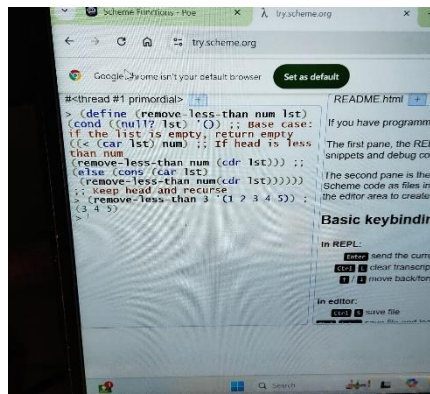 Scheme Functions - Poe
try.scheme.org
try.scheme.org
Google Chrome isn't your default browser
Set as default
#<thread #1 primordial>
> (define (remove-less-than num lst)
(cond ((null? lst) '()) ;; Base case:
if the list is empty, return empty
((< (car lst) num) ;; If head is less
than num
(remove-less-than num (cdr lst))) ;;
(else (cons (car lst)
(remove-less-than num(cdr lst))))))
;; Keep head and recurse
> (remove-less-than 3 '(1 2 3 4 5)) ;
(3 4 5)
>
README.html
If you have programm
The first pane, the REP
snippets and debug co
The second pane is the
Scheme code as files in
the editor area to create
Basic keybindin
in REPL:
Enter send the curr
Ctrl L clear transcrip
↑ / ↓ move back/for
in editor:
Ctrl S save file
Search